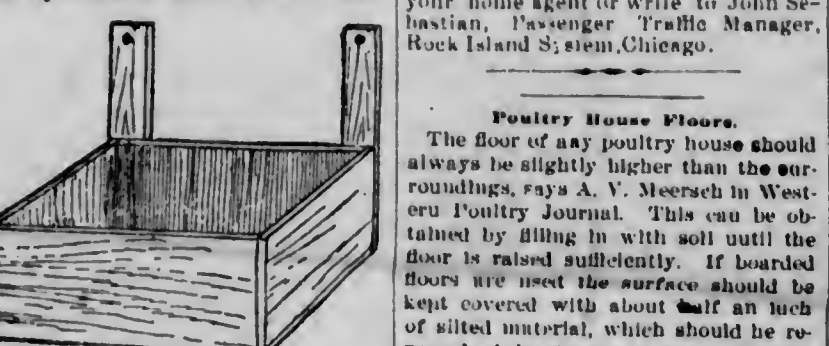 your home agent or write to John Se-
bastian, Passenger Traffic Manager,
Rock Island System, Chicago.
Poultry House Floors.
The floor of any poultry house should
always be slightly higher than the sur-
roundings, says A. V. Meersch in West-
ern Poultry Journal. This can be ob-
tained by filling in with soil until the
floor is raised sufficiently. If boarded
floors are used the surface should be
kept covered with about half an inch
of silted material, which should be re-